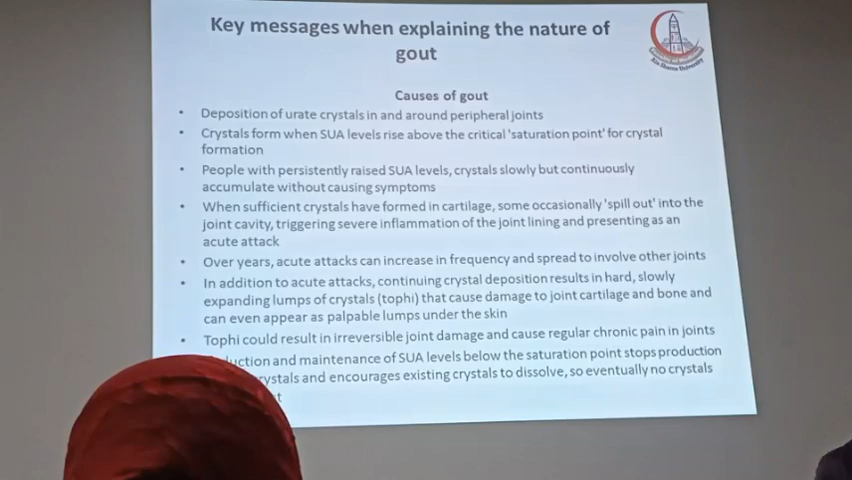 Key messages when explaining the nature of
gout
Ain Shams University
Causes of gout
• Deposition of urate crystals in and around peripheral joints
• Crystals form when SUA levels rise above the critical 'saturation point' for crystal
formation
• People with persistently raised SUA levels, crystals slowly but continuously
accumulate without causing symptoms
• When sufficient crystals have formed in cartilage, some occasionally 'spill out' into the
joint cavity, triggering severe inflammation of the joint lining and presenting as an
acute attack
• Over years, acute attacks can increase in frequency and spread to involve other joints
• In addition to acute attacks, continuing crystal deposition results in hard, slowly
expanding lumps of crystals (tophi) that cause damage to joint cartilage and bone and
can even appear as palpable lumps under the skin
• Tophi could result in irreversible joint damage and cause regular chronic pain in joints
and maintenance of SUA levels below the saturation point stops production
crystals and encourages existing crystals to dissolve, so eventually no crystals